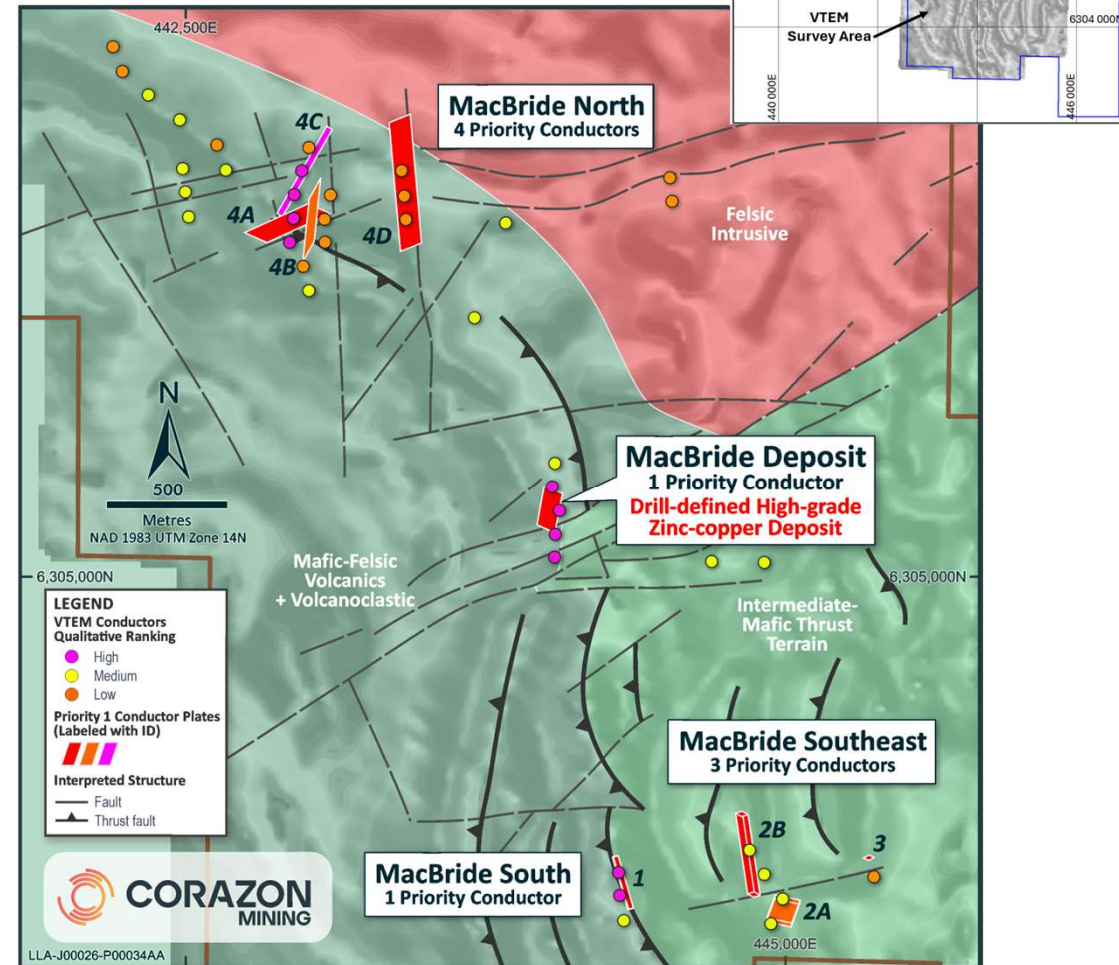 442,500E
VTEM
Survey Area
6304 000N
440 000E
446 000E
MacBride North
4 Priority Conductors
4C
4A
4D
4B
Felsic
Intrusive
N
500
Metres
NAD 1983 UTM Zone 14N
MacBride Deposit
1 Priority Conductor
Drill-defined High-grade
Zinc-copper Deposit
Mafic-Felsic
Volcanics
+ Volcanoclastic
6,305,000N
6,305,000N
Intermediate-
Mafic Thrust
Terrain
LEGEND
VTEM Conductors
Qualitative Ranking
High
Medium
Low
Priority 1 Conductor Plates
(Labeled with ID)
Interpreted Structure
Fault
Thrust fault
MacBride Southeast
3 Priority Conductors
2B
3
MacBride South
1 Priority Conductor
1
2A
445,000E
CORAZON
MINING
LLA-J00026-P00034AA